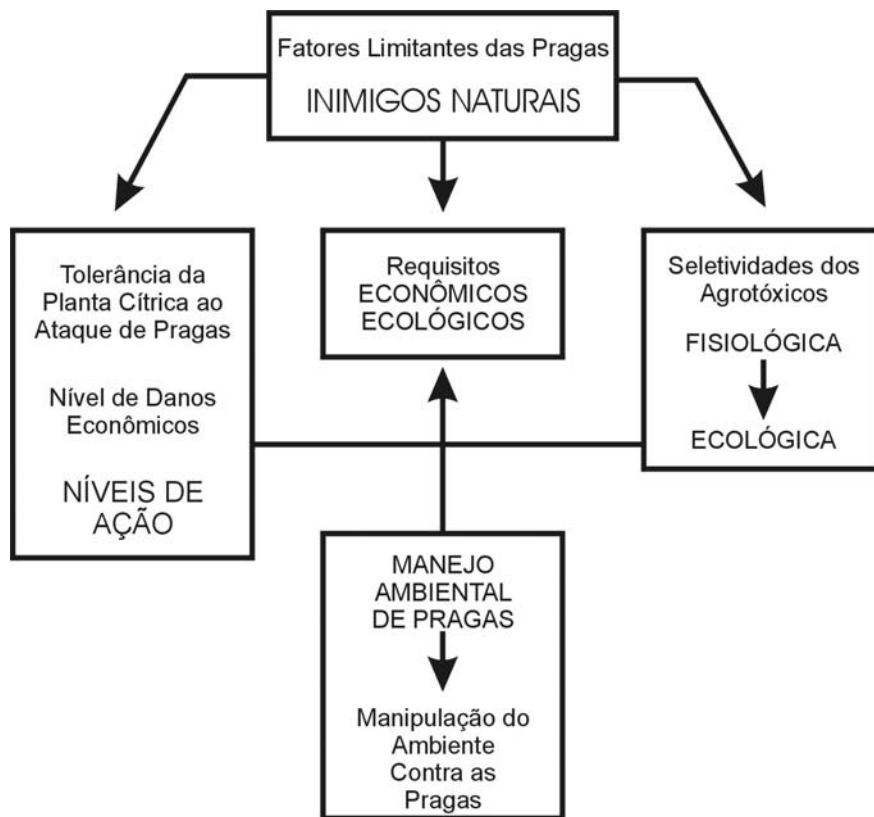 Fatores Limitantes das Pragas
INIMIGOS NATURAIS
Tolerância da
Planta Cítrica ao
Ataque de Pragas
Nível de Danos
Econômicos
NÍVEIS DE
AÇÃO
Requisitos
ECONÔMICOS
ECOLÓGICOS
Seletividades dos
Agrotóxicos
FISIOLÓGICA
ECOLÓGICA
MANEJO
AMBIENTAL
DE PRAGAS
Manipulação do
Ambiente
Contra as
Pragas